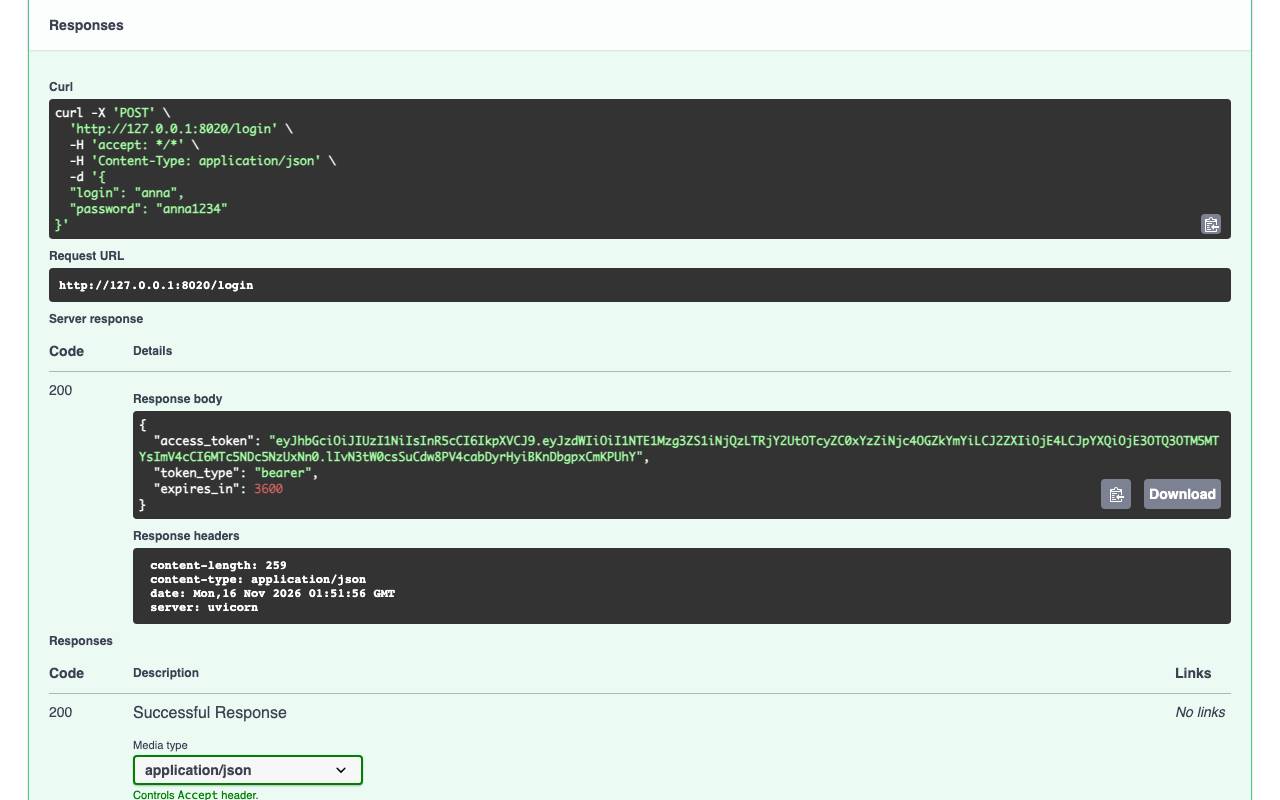 Responses
Curl
curl -X 'POST' \
'http://127.0.0.1:8020/login' \
-H 'accept: */*' \
-H 'Content-Type: application/json' \
-d '{
"login": "anna",
"password": "anna1234"
}'
Request URL
http://127.0.0.1:8020/login
Server response
Code Details
200
Response body
{
"access_token": "eyJhbGciOiJIUzI1NiIsInR5cCI6IkpXVCJ9.eyJzdWIiOiI1NTE1Mzg3ZS1iNjQzLTRjY2UtOTcyZC0xYzZiNjc4OGZkYmYiLCJ2ZXIiOjE4LCJpYXQiOjE3OTQ3OTM5MT
YsImV4cCI6MTc5NDc5NzUxNn0.lIvN3tW0csSuCdw8PV4cabDyrHyiBKnDbgpxCmKPUhY",
"token_type": "bearer",
"expires_in": 3600
}
Download
Response headers
content-length: 259
content-type: application/json
date: Mon,16 Nov 2026 01:51:56 GMT
server: uvicorn
Responses
Code Description Links
200 Successful Response No links
Media type
application/json
Controls Accept header.